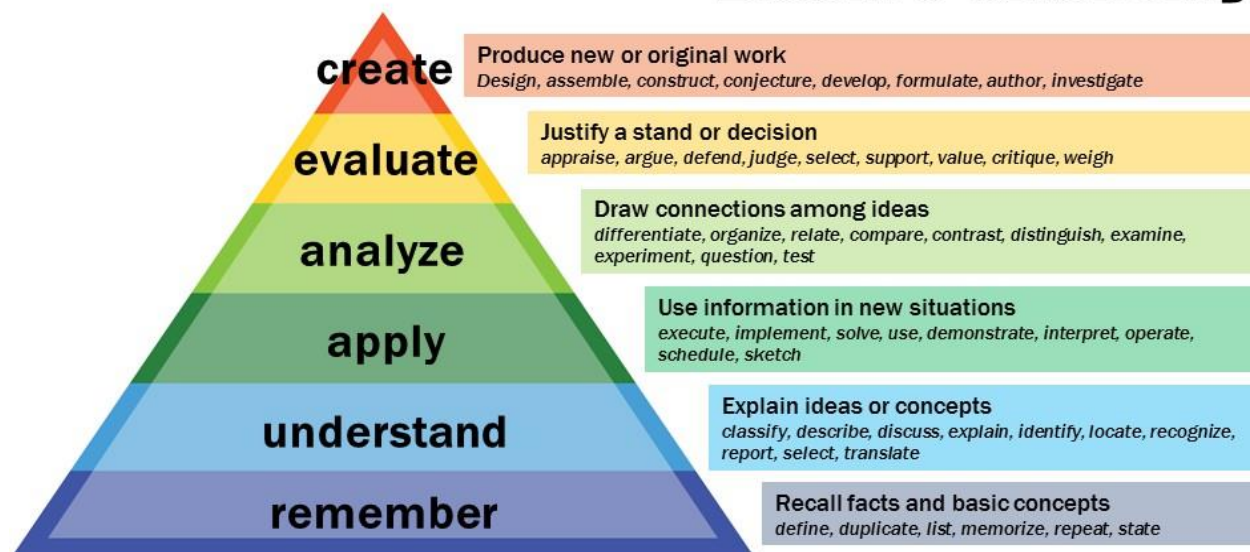 create
Produce new or original work
Design, assemble, construct, conjecture, develop, formulate, author, investigate
evaluate
Justify a stand or decision
appraise, argue, defend, judge, select, support, value, critique, weigh
analyze
Draw connections among ideas
differentiate, organize, relate, compare, contrast, distinguish, examine,
experiment, question, test
apply
Use information in new situations
execute, implement, solve, use, demonstrate, interpret, operate,
schedule, sketch
understand
Explain ideas or concepts
classify, describe, discuss, explain, identify, locate, recognize,
report, select, translate
remember
Recall facts and basic concepts
define, duplicate, list, memorize, repeat, state